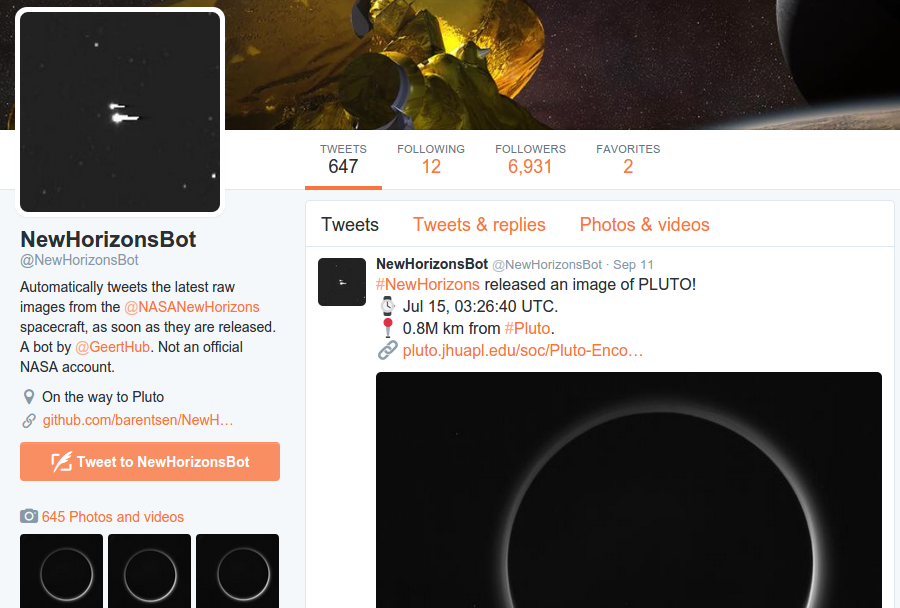 TWEETS FOLLOWING FOLLOWERS FAVORITES
647 12 6,931 2
NewHorizonsBot
@NewHorizonsBot
Automatically tweets the latest raw
images from the @NASANewHorizons
spacecraft, as soon as they are released.
A bot by @GeertHub. Not an official
NASA account.
On the way to Pluto
github.com/barentsen/NewH…
Tweet to NewHorizonsBot
645 Photos and videos
Tweets Tweets & replies Photos & videos
NewHorizonsBot @NewHorizonsBot · Sep 11
#NewHorizons released an image of PLUTO!
Jul 15, 03:26:40 UTC.
0.8M km from #Pluto.
pluto.jhuapl.edu/soc/Pluto-Enco…